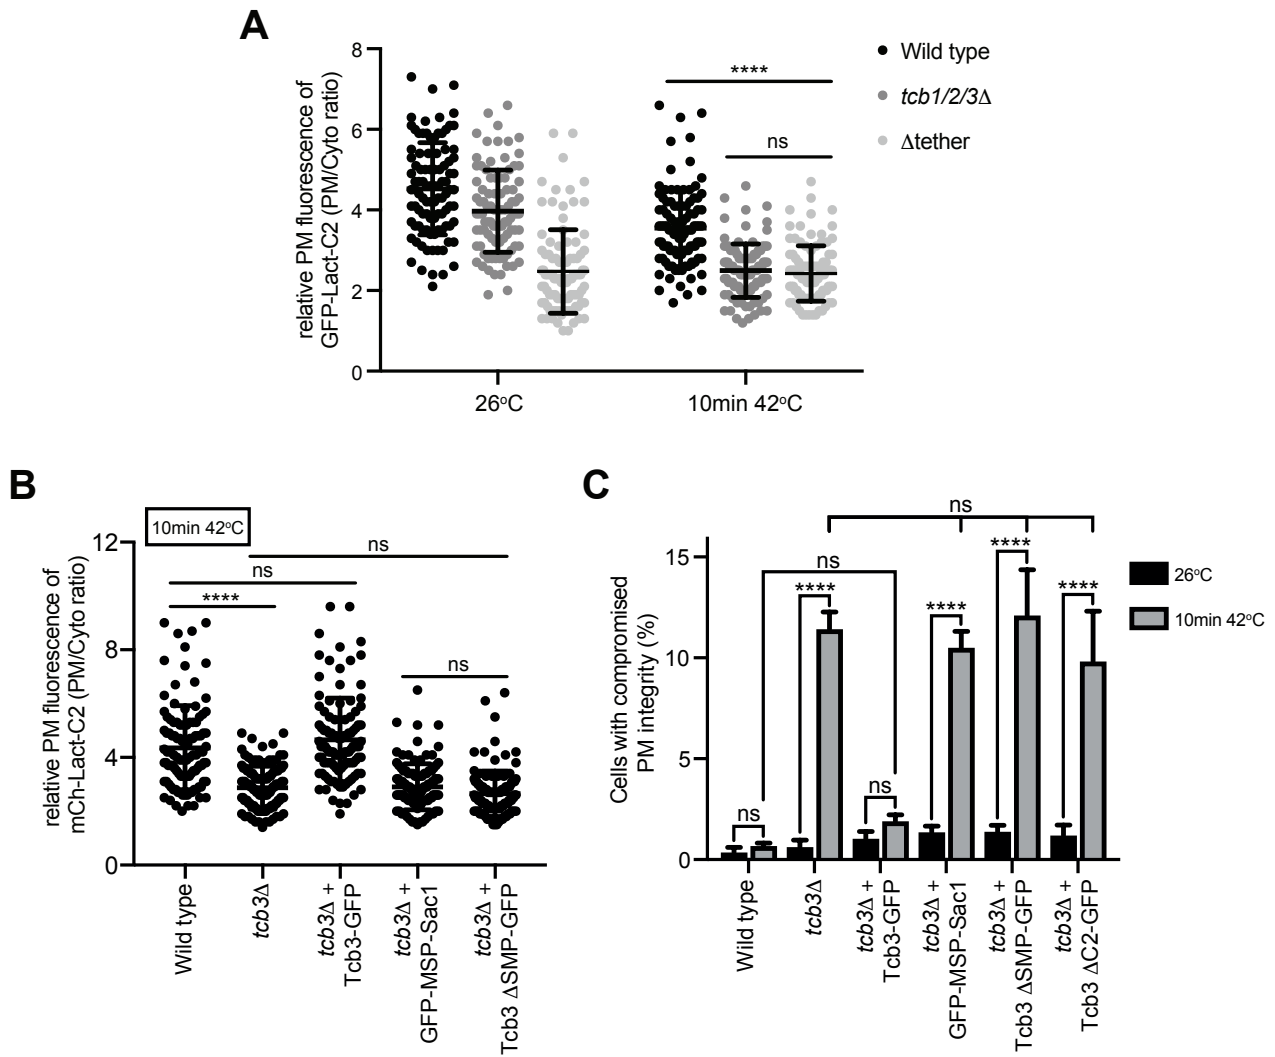 A
relative PM fluorescence of
GFP-Lact-C2 (PM/Cyto ratio)
8
6
4
2
0
****
ns
26°C
10min 42°C
Wild type
tcb1/2/3Δ
Δtether
B
10min 42°C
relative PM fluorescence of
mCh-Lact-C2 (PM/Cyto ratio)
12
8
4
0
ns
ns
****
ns
Wild type
tcb3Δ
tcb3Δ +
Tcb3-GFP
tcb3Δ +
GFP-MSP-Sac1
tcb3Δ +
Tcb3 ΔSMP-GFP
C
Cells with compromised
PM integrity (%)
15
10
5
0
ns
ns
ns
****
ns
****
****
****
26°C
10min 42°C
Wild type
tcb3Δ
tcb3Δ +
Tcb3-GFP
tcb3Δ +
GFP-MSP-Sac1
tcb3Δ +
Tcb3 ΔSMP-GFP
tcb3Δ +
Tcb3 ΔC2-GFP